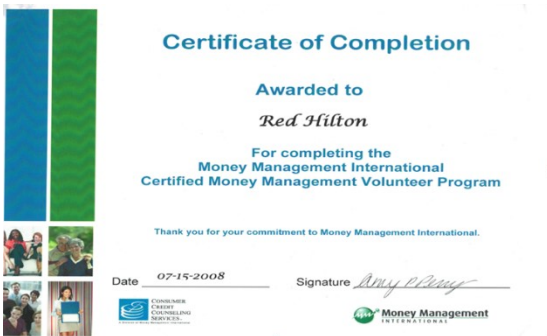 Certificate of Completion
Awarded to
Red Hilton
For completing the
Money Management International
Certified Money Management Volunteer Program
Thank you for your commitment to Money Management International.
Date 07-15-2008 Signature Amy P Perry
CONSUMER
CREDIT
COUNSELING
SERVICES
Money Management
INTERNATIONAL